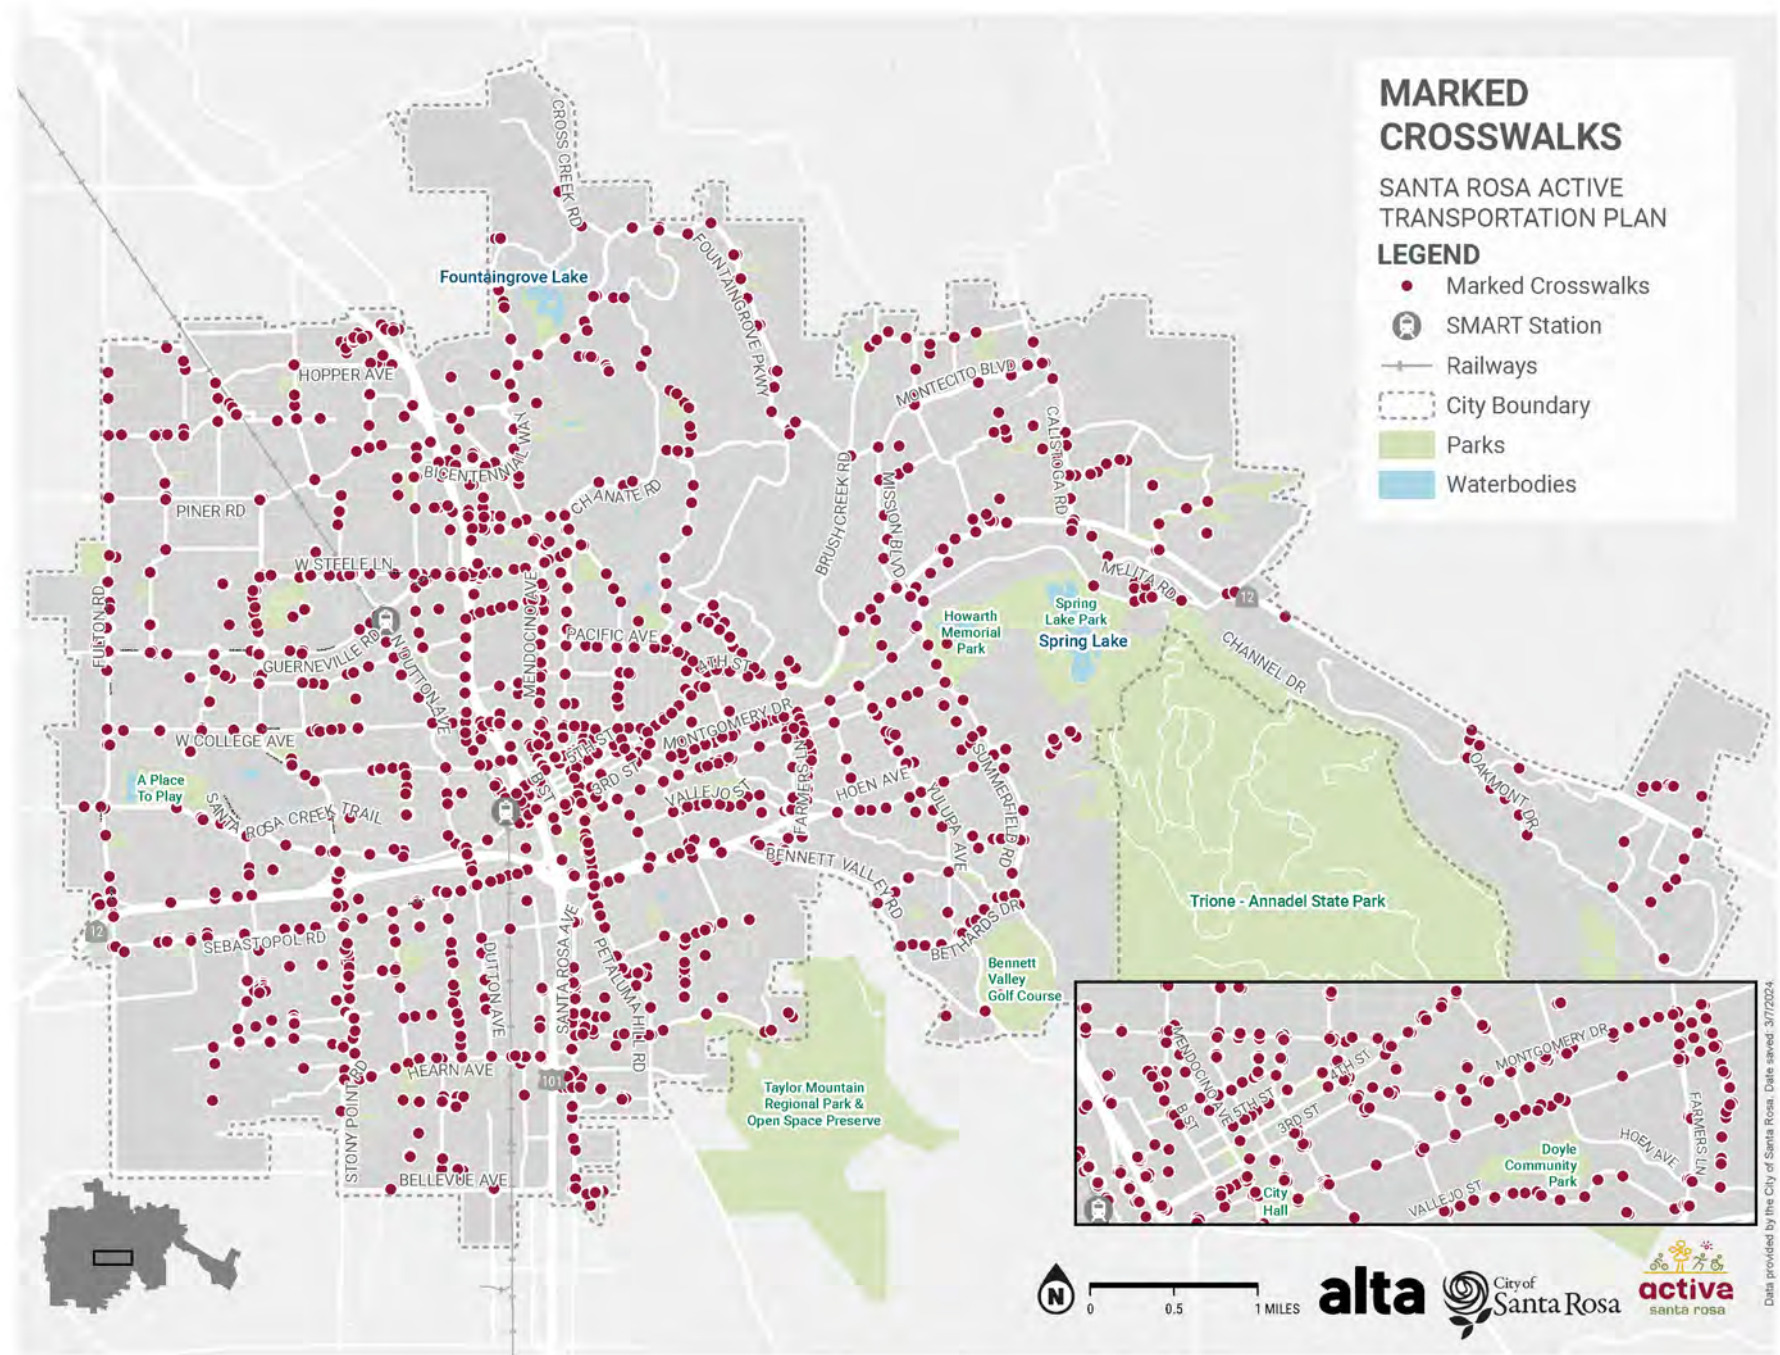 MARKED
CROSSWALKS
SANTA ROSA ACTIVE
TRANSPORTATION PLAN
LEGEND
Marked Crosswalks
SMART Station
Railways
City Boundary
Parks
Waterbodies
CROSS CREEK RD
FOUNTAINGROVE PKWY
Fountaingrove Lake
HOPPER AVE
MONTECITO BLVD
CALISTOGA RD
BICENTENNIAL WAY
CHANATE RD
BRUSHCREEK RD
MISSION BLVD
PINER RD
W STEELE LN
MELITA RD
12
FULTON RD
MENDOCINO AVE
PACIFIC AVE
GUERNEVILLE RD
N DUTTON AVE
4TH ST
Howarth
Memorial
Park
Spring
Lake Park
Spring Lake
CHANNEL DR
W COLLEGE AVE
5TH ST
MONTGOMERY DR
B ST
3RD ST
VALLEJO ST
FARMERS LN
HOEN AVE
YULUPA AVE
SUMMERFIELD RD
OAKMONT DR
A Place
To Play
SANTA ROSA CREEK TRAIL
BENNETT VALLEY RD
Trione - Annadel State Park
12
SEBASTOPOL RD
DUTTON AVE
SANTA ROSA AVE
PETALUMA HILL RD
BETHARDS DR
Bennett
Valley
Golf Course
HEARN AVE
101
STONY POINT RD
Taylor Mountain
Regional Park &
Open Space Preserve
BELLEVUE AVE
MENDOCINO AVE
B ST
5TH ST
4TH ST
3RD ST
MONTGOMERY DR
FARMERS LN
HOEN AVE
Doyle
Community
Park
City
Hall
VALLEJO ST
N
0 0.5 1 MILES
alta
City of
Santa Rosa
active
santa rosa
Data provided by the City of Santa Rosa. Date saved: 3/7/2024